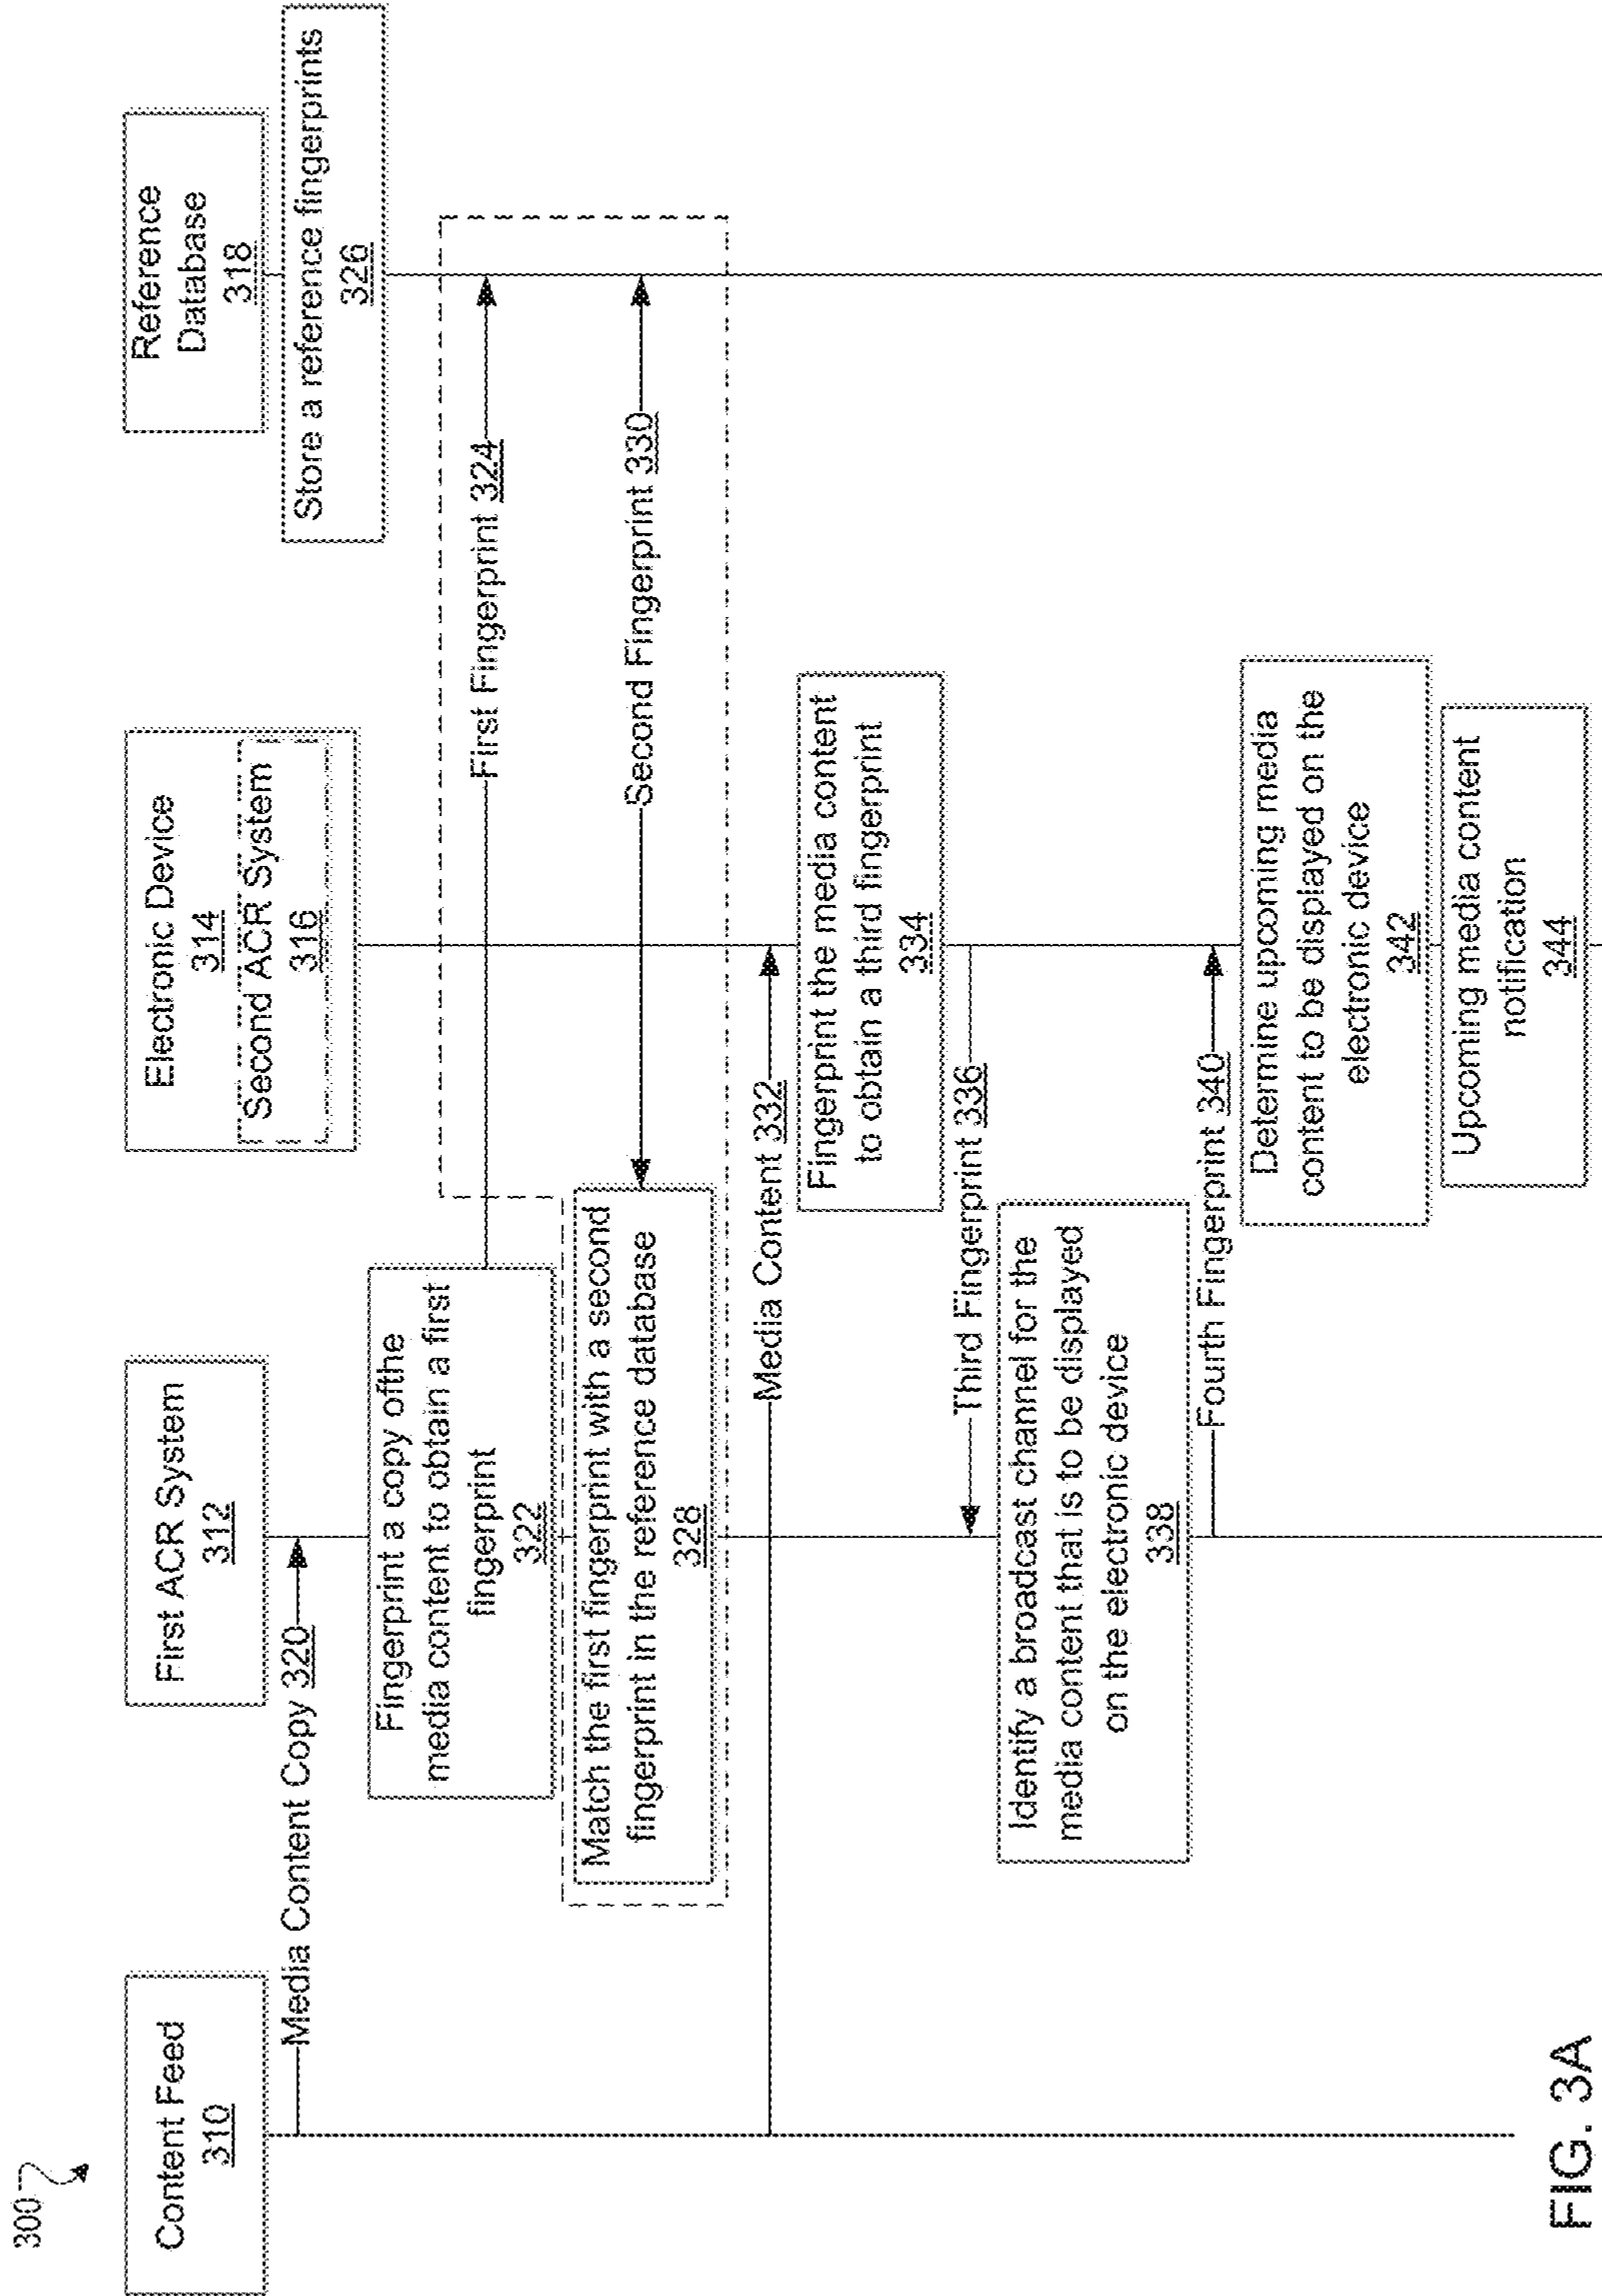 300
Content Feed
310
First ACR System
312
Electronic Device
314
Second ACR System
316
Reference
Database
318
Media Content Copy 320
Store a reference fingerprints
326
Fingerprint a copy ofthe
media content to obtain a first
fingerprint
322
First Fingerprint 324
Match the first fingerprint with a second
fingerprint in the reference database
328
Second Fingerprint 330
Media Content 332
Fingerprint the media content
to obtain a third fingerprint
334
Third Fingerprint 336
Identify a broadcast channel for the
media content that is to be displayed
on the electronic device
338
Fourth Fingerprint 340
Determine upcoming media
content to be displayed on the
electronic device
342
Upcoming media content
notification
344
FIG. 3A